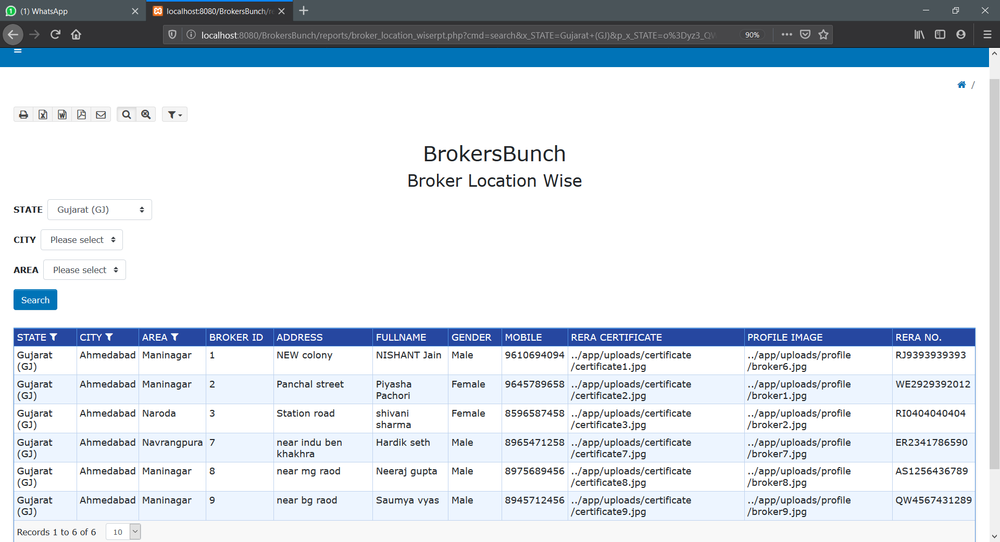 (1) WhatsApp
localhost:8080/BrokersBunch/re
localhost:8080/BrokersBunch/reports/broker_location_wiserpt.php?cmd=search&x_STATE=Gujarat+(GJ)&p_x_STATE=o%3Dyz3_QW
90%
/
BrokersBunch
Broker Location Wise
STATE Gujarat (GJ)
CITY Please select
AREA Please select
Search
STATE CITY AREA BROKER ID ADDRESS FULLNAME GENDER MOBILE RERA CERTIFICATE PROFILE IMAGE RERA NO.
Gujarat Ahmedabad Maninagar 1 NEW colony NISHANT Jain Male 9610694094 ../app/uploads/certificate ../app/uploads/profile RJ9393939393
(GJ) /certificate1.jpg /broker6.jpg
Gujarat Ahmedabad Maninagar 2 Panchal street Piyasha Female 9645789658 ../app/uploads/certificate ../app/uploads/profile WE2929392012
(GJ) Pachori /certificate2.jpg /broker1.jpg
Gujarat Ahmedabad Naroda 3 Station road shivani Female 8596587458 ../app/uploads/certificate ../app/uploads/profile RI0404040404
(GJ) sharma /certificate3.jpg /broker2.jpg
Gujarat Ahmedabad Navrangpura 7 near indu ben Hardik seth Male 8965471258 ../app/uploads/certificate ../app/uploads/profile ER2341786590
(GJ) khakhra /certificate7.jpg /broker7.jpg
Gujarat Ahmedabad Maninagar 8 near mg raod Neeraj gupta Male 8975689456 ../app/uploads/certificate ../app/uploads/profile AS1256436789
(GJ) /certificate8.jpg /broker8.jpg
Gujarat Ahmedabad Maninagar 9 near bg raod Saumya vyas Male 8945712456 ../app/uploads/certificate ../app/uploads/profile QW4567431289
(GJ) /certificate9.jpg /broker9.jpg
Records 1 to 6 of 6 10